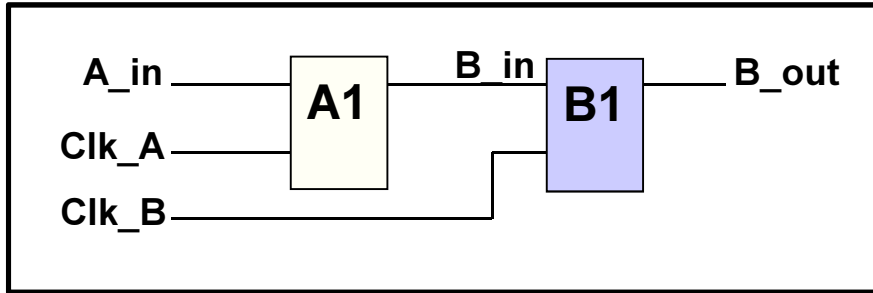 A_in
A1
B_in
B1
B_out
Clk_A
Clk_B